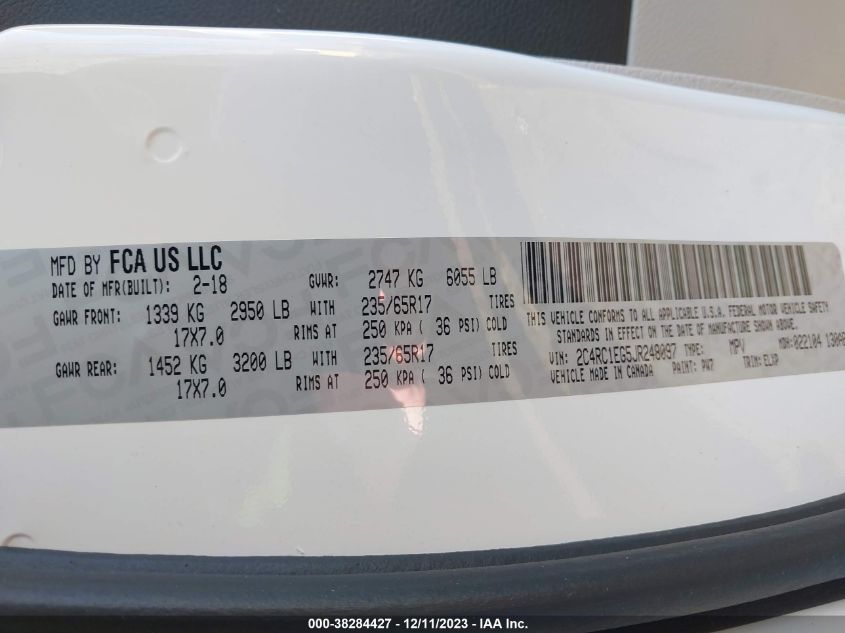 MFD BY FCA US LLC
DATE OF MFR(BUILT): 2-18 GVWR: 2747 KG 6055 LB
GAWR FRONT: 1339 KG 2950 LB WITH 235/65R17 TIRES
17X7.0 RIMS AT 250 KPA ( 36 PSI) COLD
GAWR REAR: 1452 KG 3200 LB WITH 235/65R17 TIRES
17X7.0 RIMS AT 250 KPA ( 36 PSI) COLD
THIS VEHICLE CONFORMS TO ALL APPLICABLE U.S.A. FEDERAL MOTOR VEHICLE SAFETY
STANDARDS IN EFFECT ON THE DATE OF MANUFACTURE SHOWN ABOVE.
VIN: 2C4RC1EG5JR248097 TYPE: MPV MDH: 022104
VEHICLE MADE IN CANADA PAINT: PW7 TRIM: ELXP
000-38284427 - 12/11/2023 - IAA Inc.